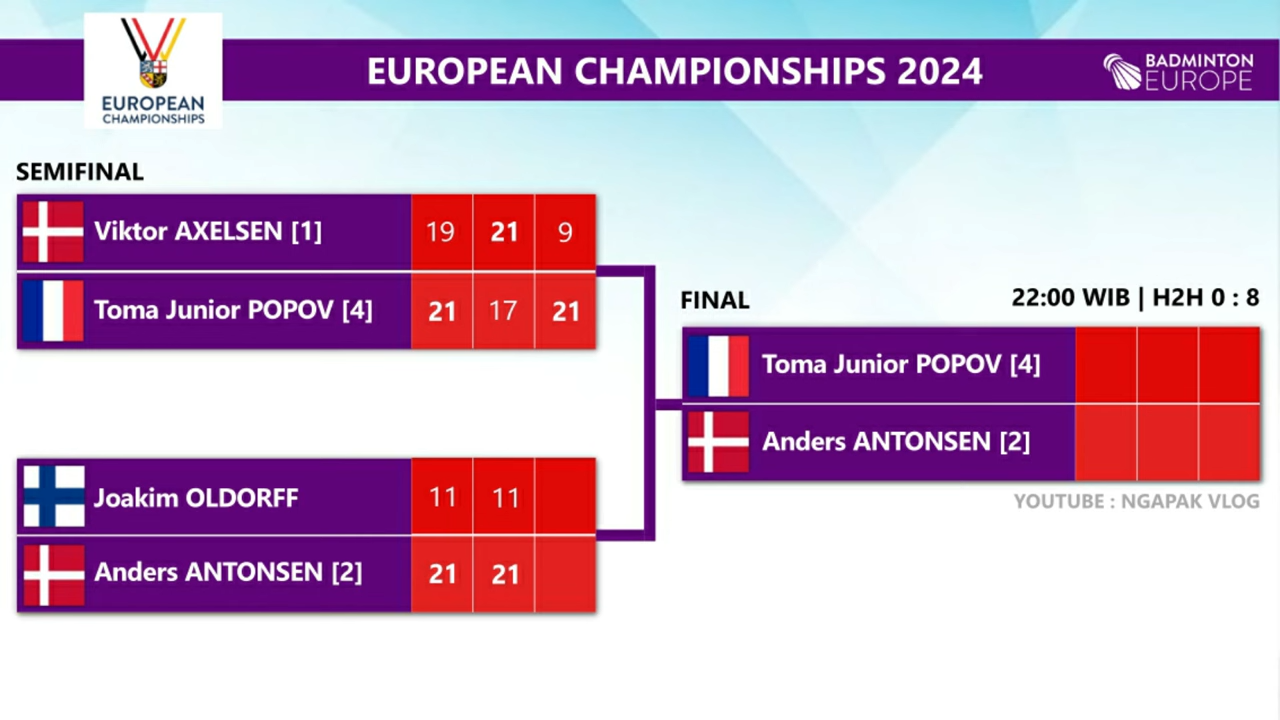 EUROPEAN CHAMPIONSHIPS 2024
EUROPEAN
CHAMPIONSHIPS
BADMINTON
EUROPE
SEMIFINAL
Viktor AXELSEN [1] 19 21 9
Toma Junior POPOV [4] 21 17 21
Joakim OLDORFF 11 11
Anders ANTONSEN [2] 21 21
FINAL 22:00 WIB | H2H 0 : 8
Toma Junior POPOV [4]
Anders ANTONSEN [2]
YOUTUBE : NGAPAK VLOG